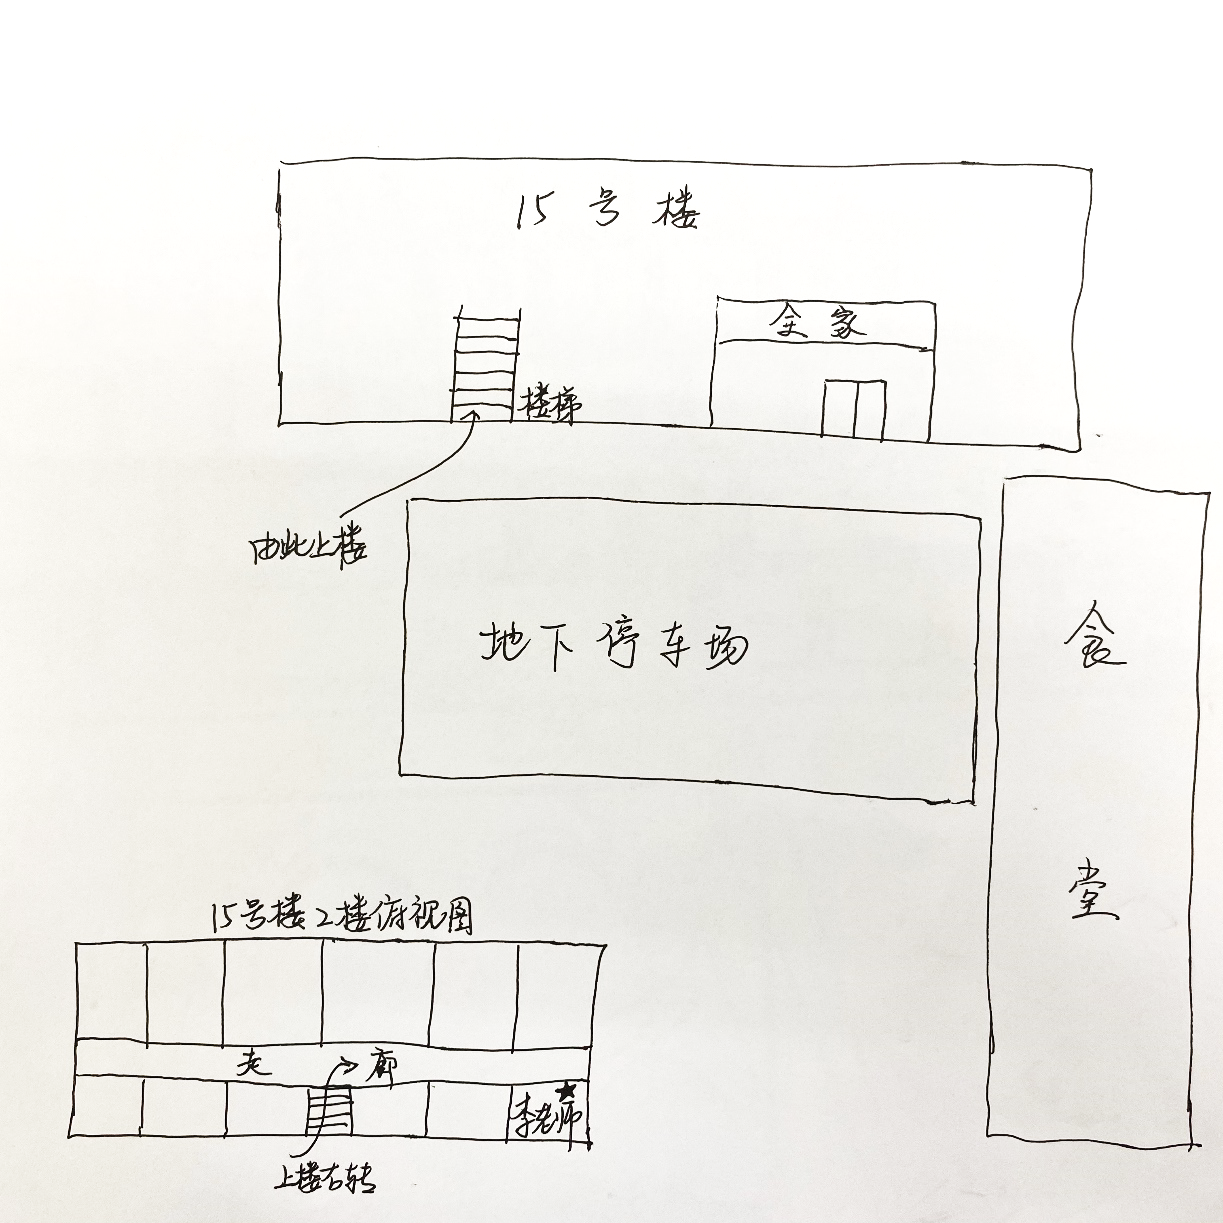 15号楼
全家
楼梯
由此上楼
地下停车场
食堂
15号楼2楼俯视图
走廊
李老师
上楼右转